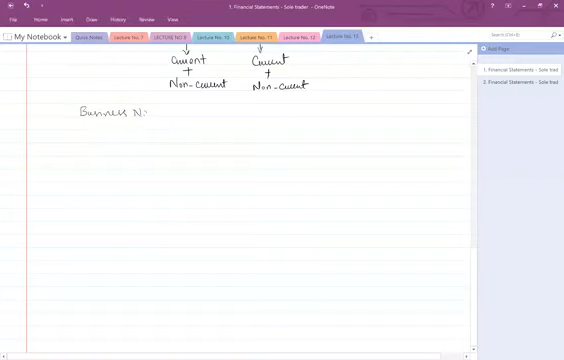 1. Financial Statements - Sole trader - OneNote
File Home Insert Draw History Review View
My Notebook Quick Notes Lecture No. 7 LECTURE NO 8 Lecture No. 10 Lecture No. 11 Lecture No. 12 Lecture No. 13 +
Add Page
Current Current
+ +
Non-current Non-current
1. Financial Statements - Sole trad
2. Financial Statements - Sole trad
Business N